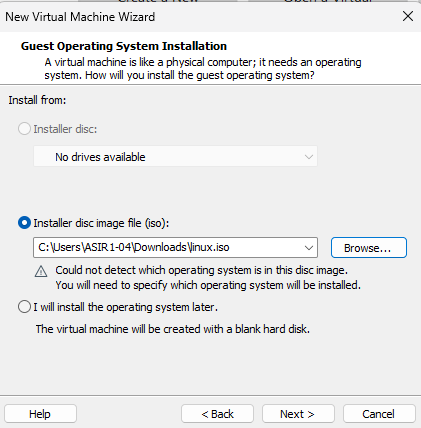 New Virtual Machine Wizard
Guest Operating System Installation
A virtual machine is like a physical computer; it needs an operating
system. How will you install the guest operating system?
Install from:
Installer disc:
No drives available
Installer disc image file (iso):
C:\Users\ASIR1-04\Downloads\linux.iso
Browse...
Could not detect which operating system is in this disc image.
You will need to specify which operating system will be installed.
I will install the operating system later.
The virtual machine will be created with a blank hard disk.
Help
< Back
Next >
Cancel